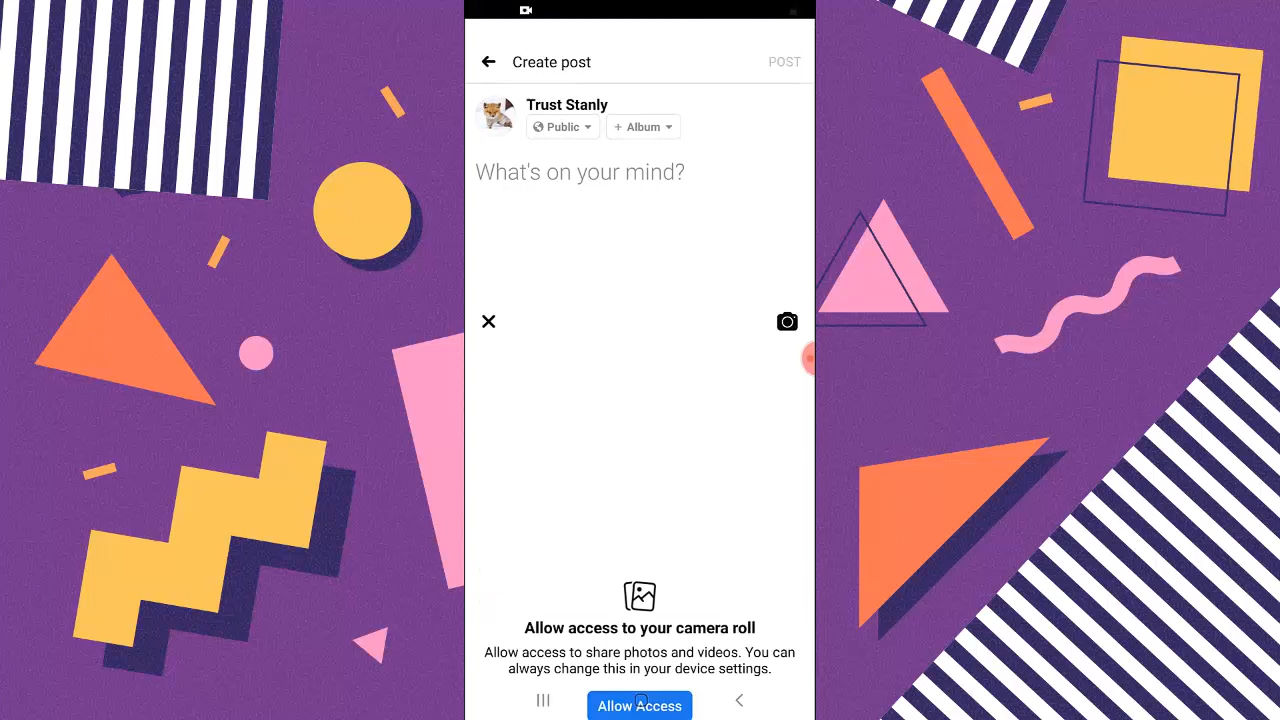 Create post
POST
Trust Stanly
Public
+ Album
What's on your mind?
Allow access to your camera roll
Allow access to share photos and videos. You can
always change this in your device settings.
Allow Access